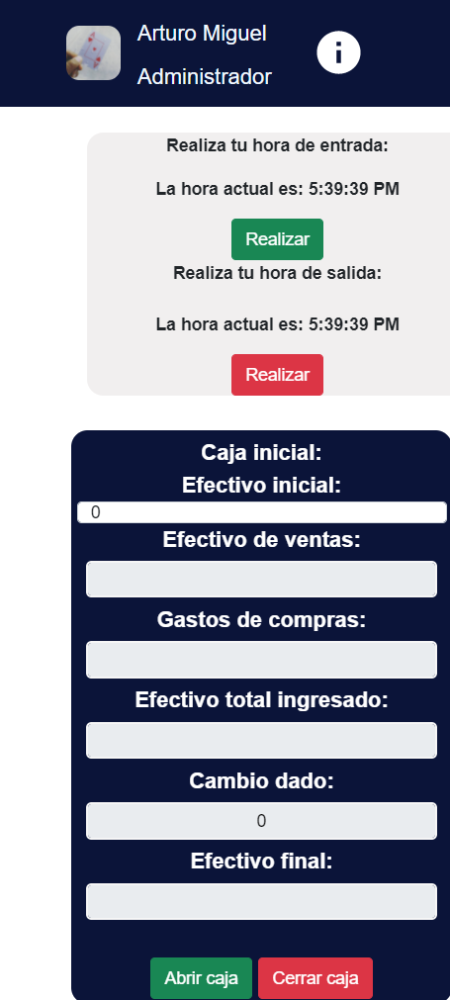 Arturo Miguel
Administrador
Realiza tu hora de entrada:
La hora actual es: 5:39:39 PM
Realizar
Realiza tu hora de salida:
La hora actual es: 5:39:39 PM
Realizar
Caja inicial:
Efectivo inicial:
0
Efectivo de ventas:
Gastos de compras:
Efectivo total ingresado:
Cambio dado:
0
Efectivo final:
Abrir caja Cerrar caja